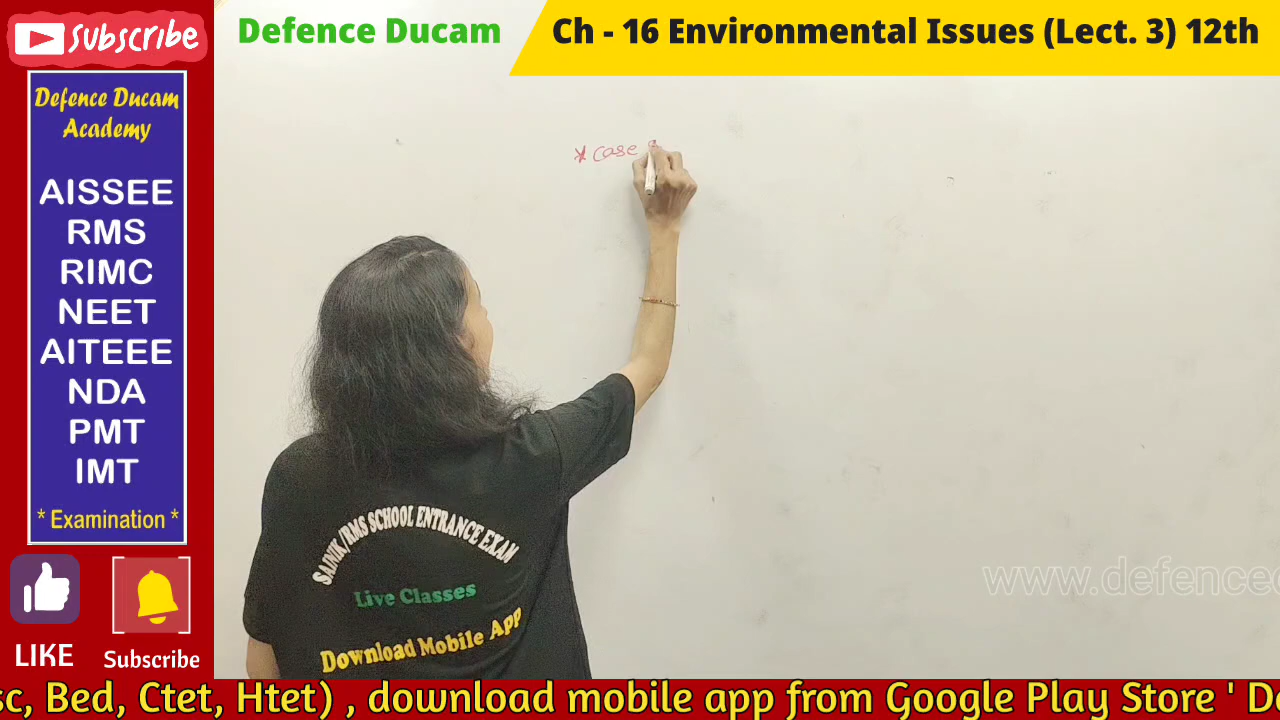 SUBSCRIBE
Defence Ducam
Ch - 16 Environmental Issues (Lect. 3) 12th
Defence Ducam
Academy
AISSEE
RMS
RIMC
NEET
AITEEE
NDA
PMT
IMT
* Examination *
LIKE
Subscribe
* case
SAINIK/RMS SCHOOL ENTRANCE EXAM
Live Classes
Download Mobile App
www.defence
sc, Bed, Ctet, Htet) , download mobile app from Google Play Store ' D